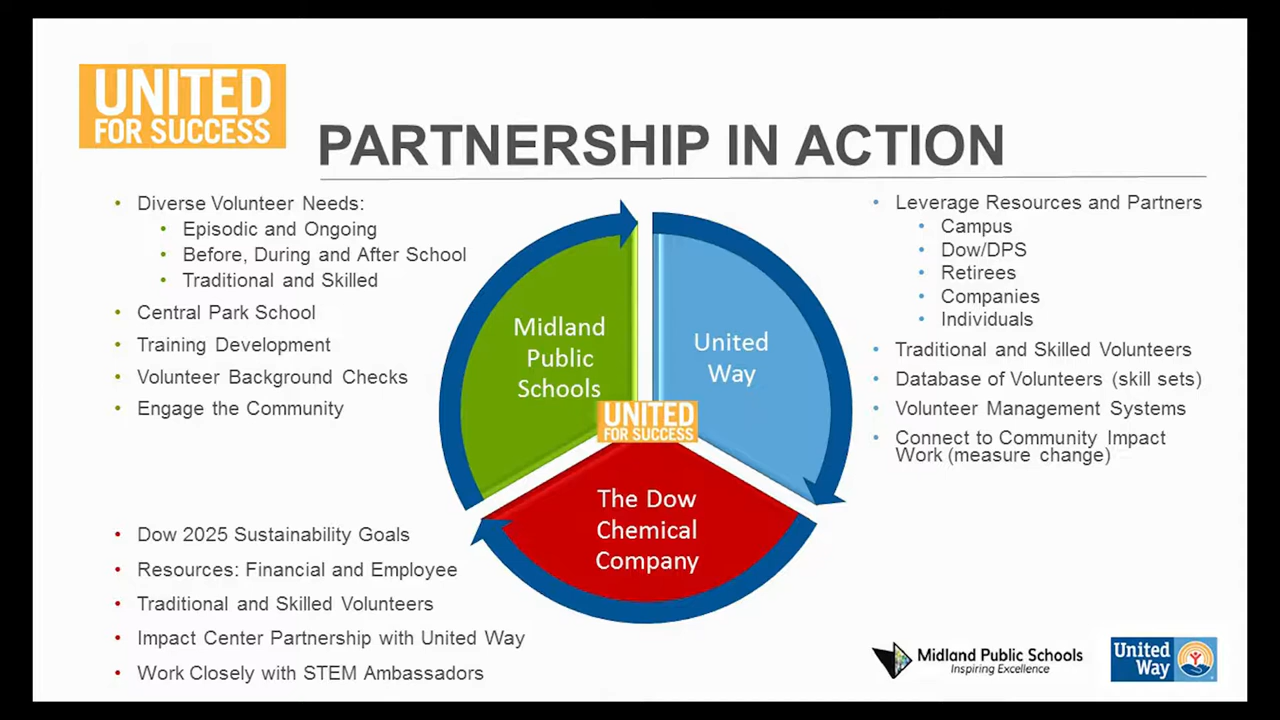 UNITED
FOR SUCCESS
PARTNERSHIP IN ACTION
Diverse Volunteer Needs:
Episodic and Ongoing
Before, During and After School
Traditional and Skilled
Central Park School
Training Development
Volunteer Background Checks
Engage the Community
Midland
Public
Schools
United
Way
UNITED
FOR SUCCESS
The Dow
Chemical
Company
Leverage Resources and Partners
Campus
Dow/DPS
Retirees
Companies
Individuals
Traditional and Skilled Volunteers
Database of Volunteers (skill sets)
Volunteer Management Systems
Connect to Community Impact
Work (measure change)
Dow 2025 Sustainability Goals
Resources: Financial and Employee
Traditional and Skilled Volunteers
Impact Center Partnership with United Way
Work Closely with STEM Ambassadors
Midland Public Schools
Inspiring Excellence
United
Way